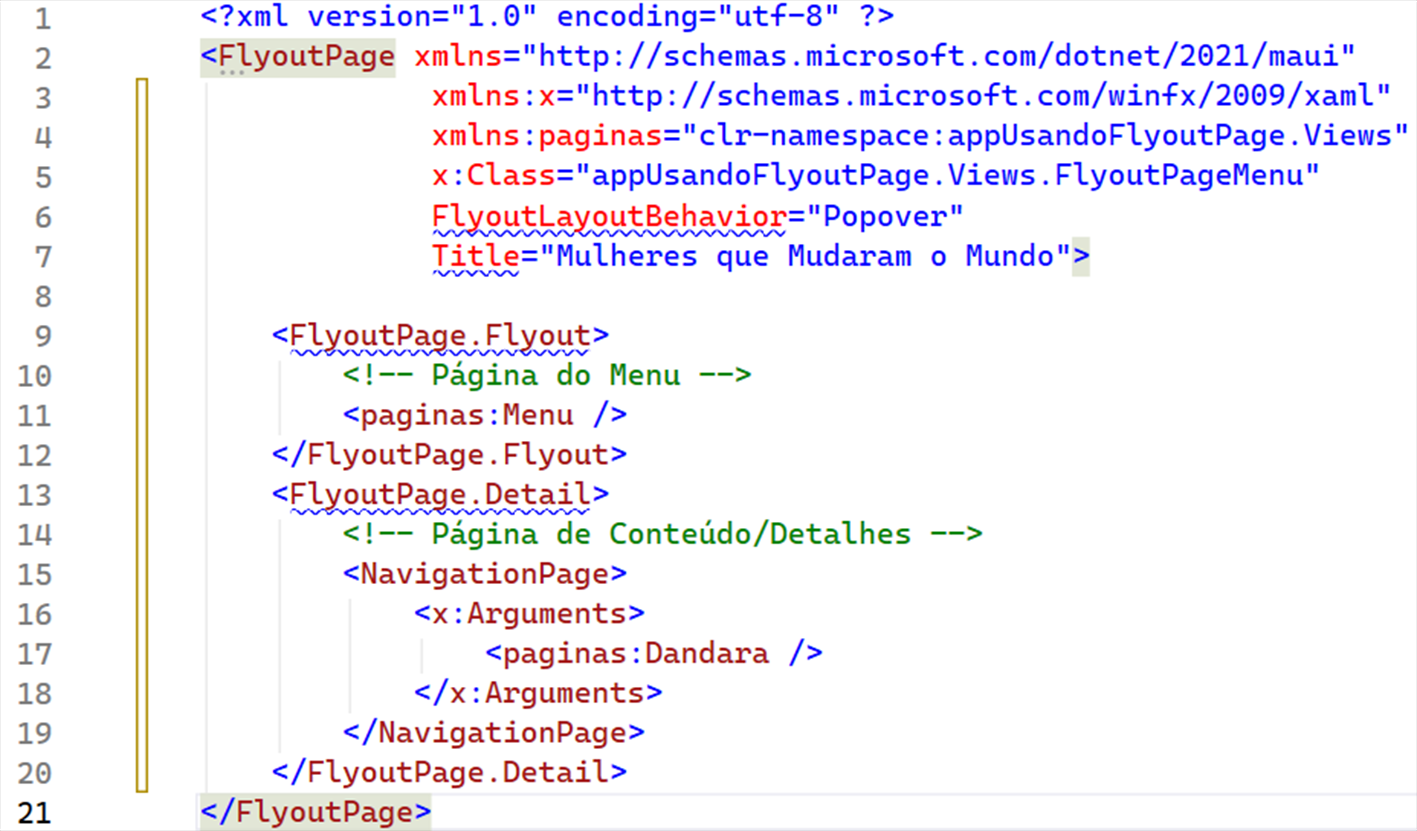 1 <?xml version="1.0" encoding="utf-8" ?>
2 <FlyoutPage xmlns="http://schemas.microsoft.com/dotnet/2021/maui"
3 xmlns:x="http://schemas.microsoft.com/winfx/2009/xaml"
4 xmlns:paginas="clr-namespace:appUsandoFlyoutPage.Views"
5 x:Class="appUsandoFlyoutPage.Views.FlyoutPageMenu"
6 FlyoutLayoutBehavior="Popover"
7 Title="Mulheres que Mudaram o Mundo">
8
9 <FlyoutPage.Flyout>
10 <!-- Página do Menu -->
11 <paginas:Menu />
12 </FlyoutPage.Flyout>
13 <FlyoutPage.Detail>
14 <!-- Página de Conteúdo/Detalhes -->
15 <NavigationPage>
16 <x:Arguments>
17 <paginas:Dandara />
18 </x:Arguments>
19 </NavigationPage>
20 </FlyoutPage.Detail>
21 </FlyoutPage>